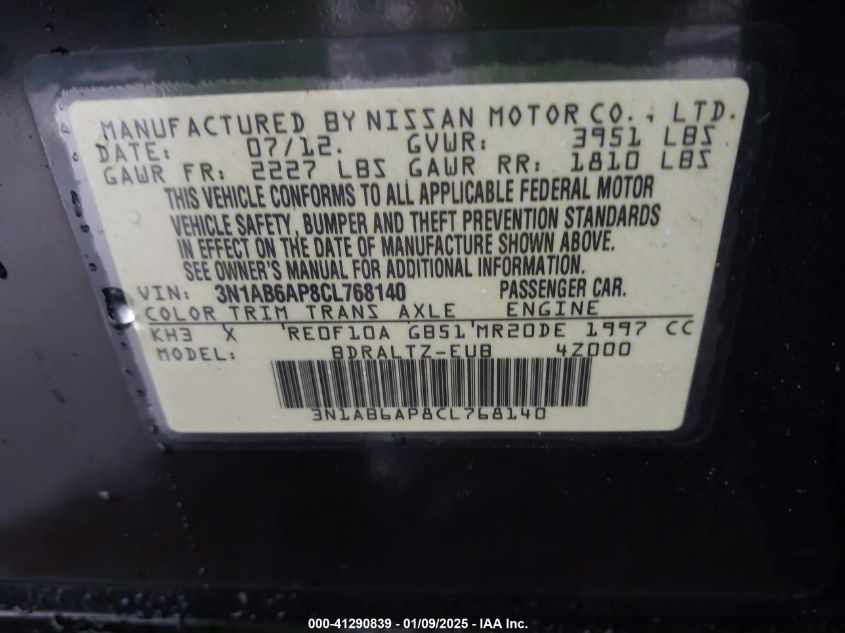 MANUFACTURED BY NISSAN MOTOR CO., LTD.
DATE: 07/12. GVWR: 3951 LBS
GAWR FR: 2227 LBS GAWR RR: 1810 LBS
THIS VEHICLE CONFORMS TO ALL APPLICABLE FEDERAL MOTOR
VEHICLE SAFETY, BUMPER AND THEFT PREVENTION STANDARDS
IN EFFECT ON THE DATE OF MANUFACTURE SHOWN ABOVE.
SEE OWNER'S MANUAL FOR ADDITIONAL INFORMATION.
VIN: 3N1AB6AP8CL768140 PASSENGER CAR.
COLOR TRIM TRANS AXLE ENGINE
KH3 X RE0F10A GB51 MR20DE 1997 CC
MODEL: BDRALTZ-EUB 4Z000
3N1AB6AP8CL768140
000-41290839 - 01/09/2025 - IAA Inc.